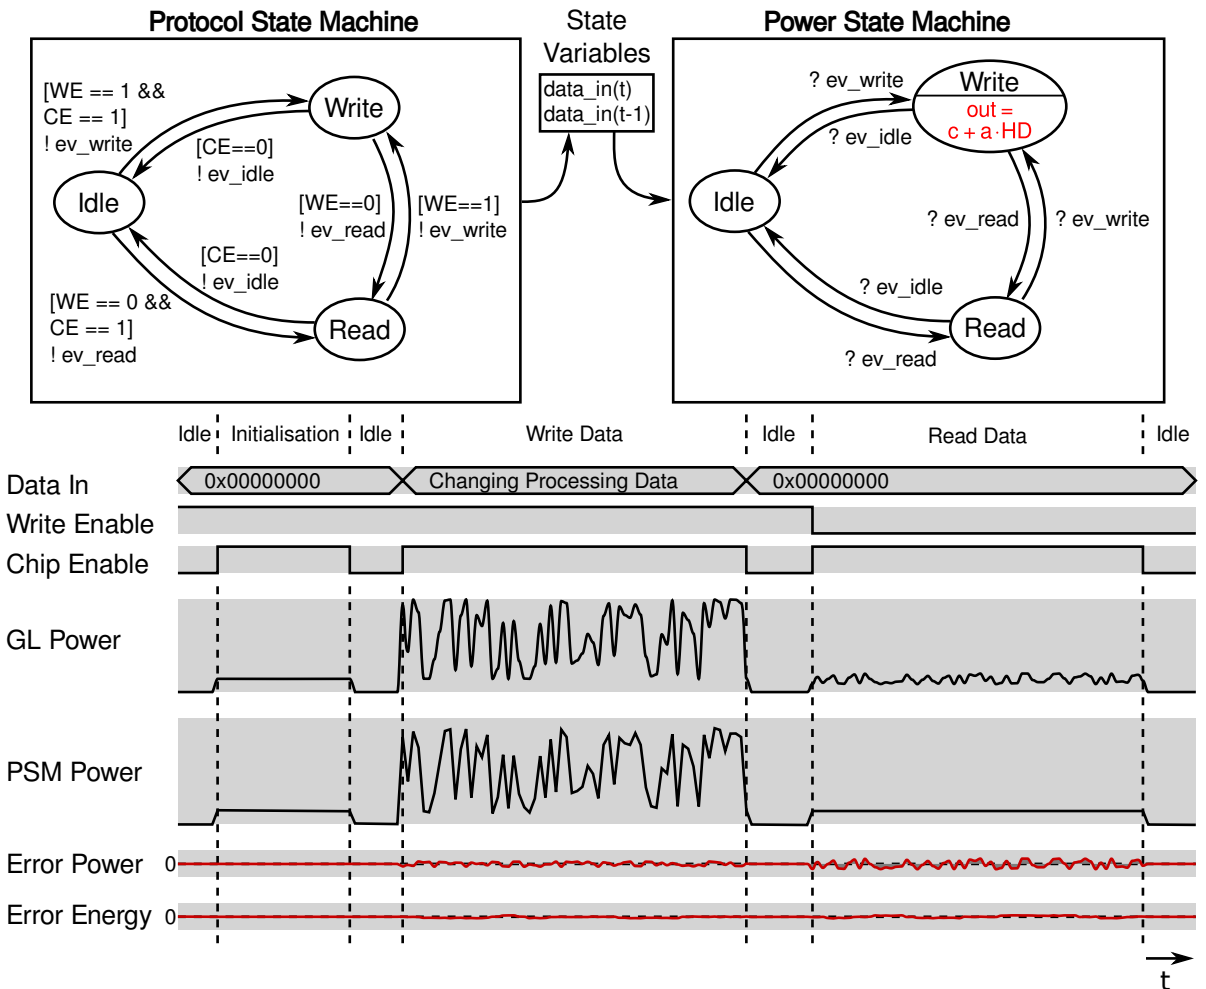 Protocol State Machine
State
Variables
Power State Machine
[WE == 1 &&
CE == 1]
! ev_write
Write
[CE==0]
! ev_idle
Idle
[WE==0]
! ev_read
[WE==1]
! ev_write
[CE==0]
! ev_idle
[WE == 0 &&
CE == 1]
! ev_read
Read
data_in(t)
data_in(t-1)
? ev_write
Write
out =
c + a·HD
? ev_idle
Idle
? ev_read
? ev_write
? ev_idle
Read
? ev_read
Idle Initialisation Idle Write Data Idle Read Data Idle
Data In 0x00000000 Changing Processing Data 0x00000000
Write Enable
Chip Enable
GL Power
PSM Power
Error Power 0
Error Energy 0
t